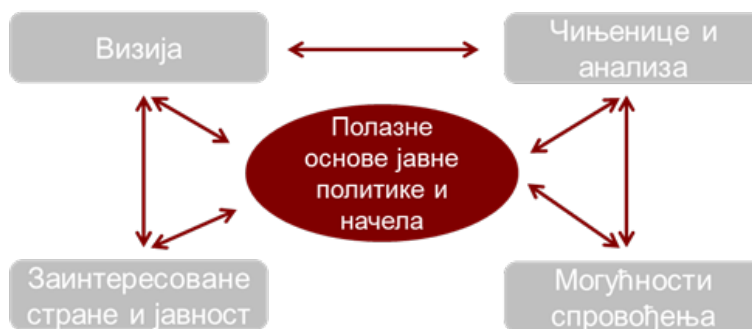 Визија
Чињенице и
анализа
Полазне
основе јавне
политике и
начела
Заинтересоване
стране и јавност
Могућности
спровођења